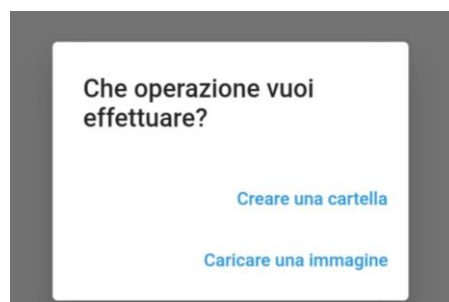 Che operazione vuoi
effettuare?
Creare una cartella
Caricare una immagine